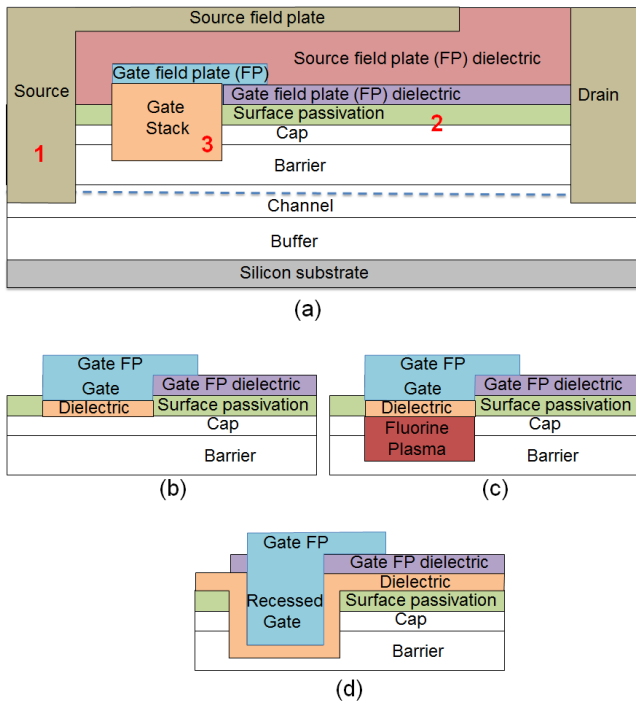 Source field plate
Source field plate (FP) dielectric
Gate field plate (FP)
Source
Drain
Gate field plate (FP) dielectric
Gate
Stack
Surface passivation
2
Cap
1
3
Barrier
Channel
Buffer
Silicon substrate
(a)
Gate FP
Gate
Gate FP dielectric
Dielectric
Surface passivation
Cap
Barrier
(b)
Gate FP
Gate
Gate FP dielectric
Dielectric
Surface passivation
Fluorine
Plasma
Cap
Barrier
(c)
Gate FP
Gate FP dielectric
Dielectric
Recessed
Gate
Surface passivation
Cap
Barrier
(d)